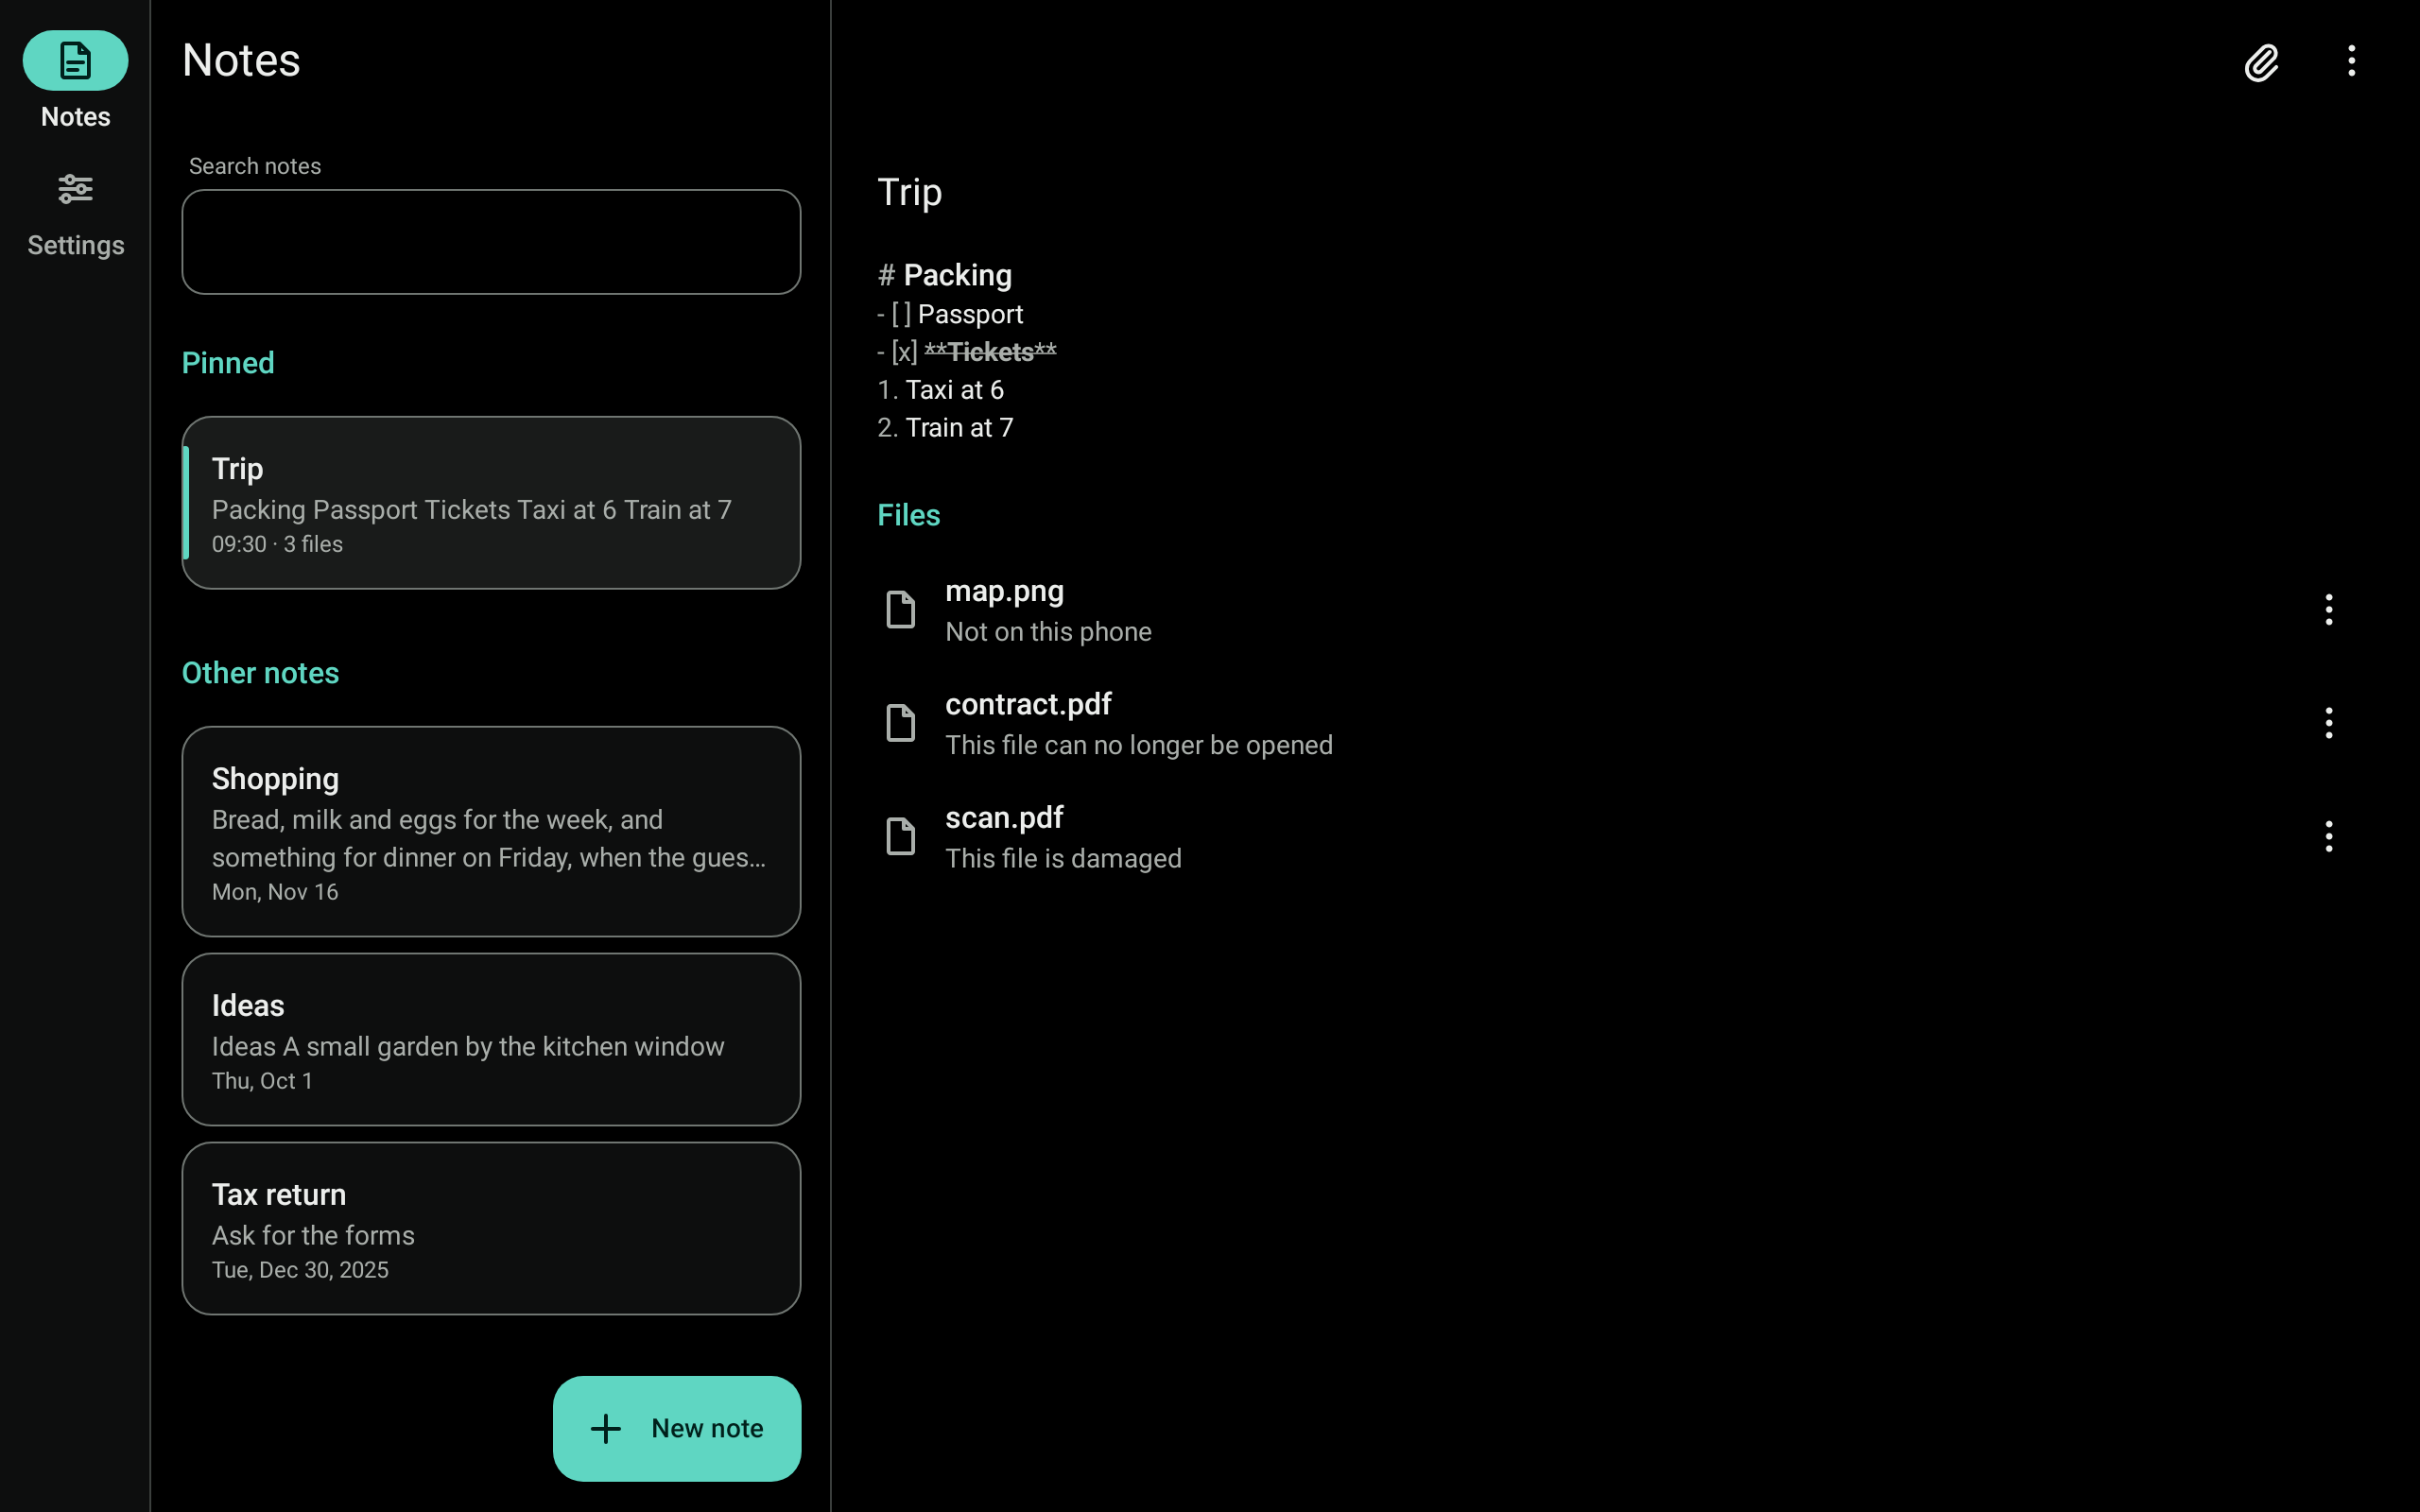 Notes
Settings
Notes
Search notes
Pinned
Trip
Packing Passport Tickets Taxi at 6 Train at 7
09:30 · 3 files
Other notes
Shopping
Bread, milk and eggs for the week, and
something for dinner on Friday, when the gues…
Mon, Nov 16
Ideas
Ideas A small garden by the kitchen window
Thu, Oct 1
Tax return
Ask for the forms
Tue, Dec 30, 2025
New note
Trip
# Packing
- [ ] Passport
- [x] **Tickets**
1. Taxi at 6
2. Train at 7
Files
map.png
Not on this phone
contract.pdf
This file can no longer be opened
scan.pdf
This file is damaged